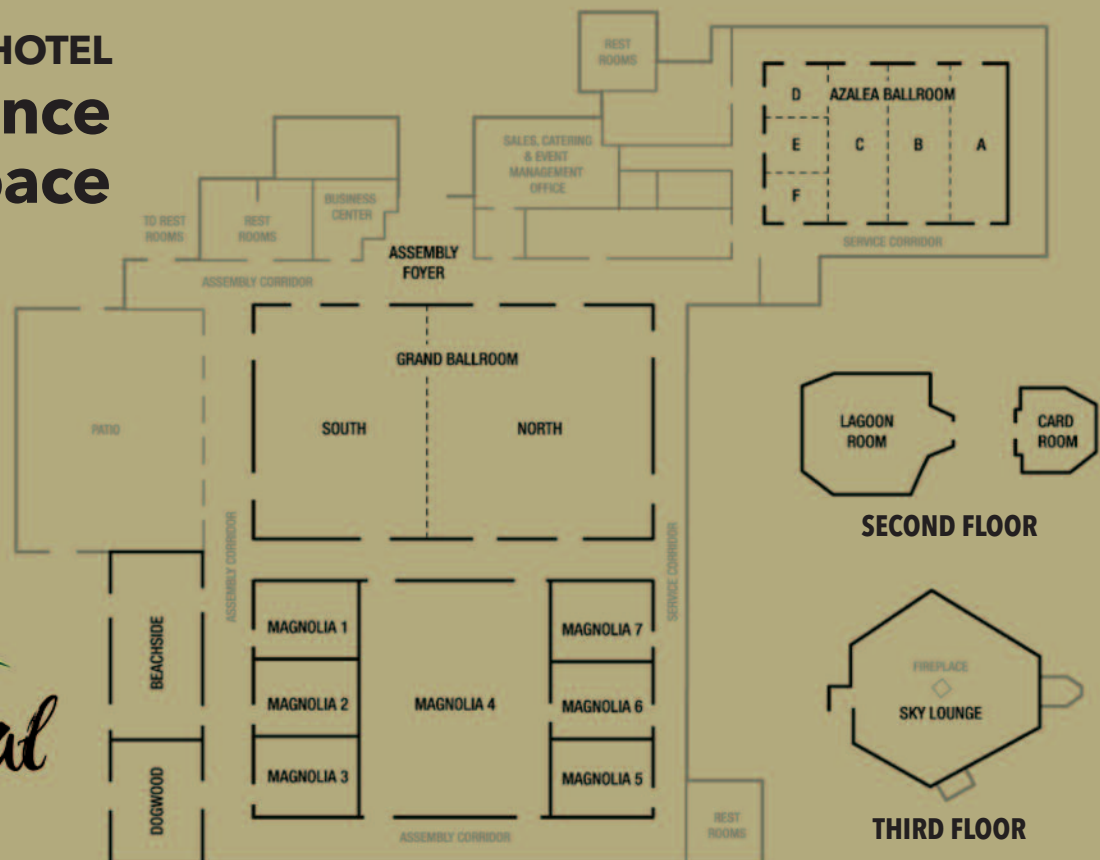 HOTEL
nce
pace
REST
ROOMS
D
AZALEA BALLROOM
E
C
B
A
F
SERVICE CORRIDOR
SALES, CATERING
& EVENT
MANAGEMENT
OFFICE
BUSINESS
CENTER
TO REST
ROOMS
REST
ROOMS
ASSEMBLY
FOYER
ASSEMBLY CORRIDOR
GRAND BALLROOM
PATIO
SOUTH
NORTH
LAGOON
ROOM
CARD
ROOM
SECOND FLOOR
ASSEMBLY CORRIDOR
SERVICE CORRIDOR
BEACHSIDE
MAGNOLIA 1
MAGNOLIA 7
MAGNOLIA 2
MAGNOLIA 4
MAGNOLIA 6
MAGNOLIA 3
MAGNOLIA 5
DOGWOOD
ASSEMBLY CORRIDOR
REST
ROOMS
FIREPLACE
SKY LOUNGE
THIRD FLOOR
al